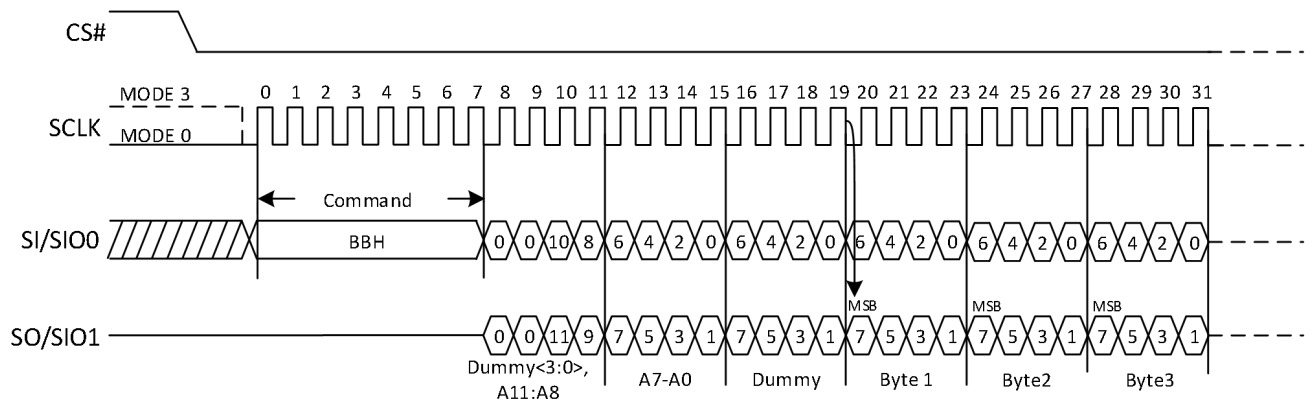 CS#
MODE 3
0 1 2 3 4 5 6 7 8 9 10 11 12 13 14 15 16 17 18 19 20 21 22 23 24 25 26 27 28 29 30 31
SCLK
MODE 0
Command
SI/SIO0
BBH
0 0 10 8 6 4 2 0 6 4 2 0 6 4 2 0 6 4 2 0 6 4 2 0
MSB MSB MSB
SO/SIO1
0 0 11 9 7 5 3 1 7 5 3 1 7 5 3 1 7 5 3 1 7 5 3 1
Dummy<3:0>,
A11:A8
A7-A0
Dummy
Byte 1
Byte2
Byte3